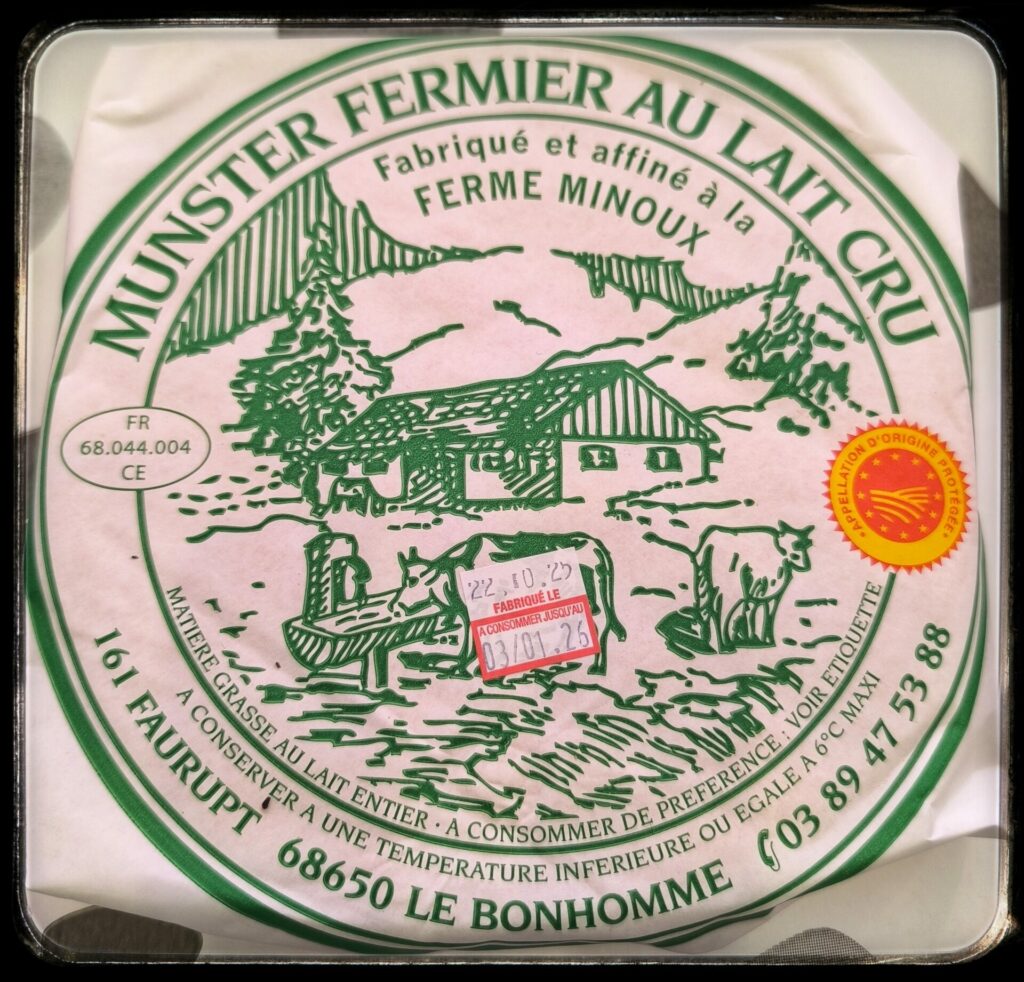 MUNSTER FERMIER AU LAIT CRU
Fabriqué et affiné à la
FERME MINOUX
FR
68.044.004
CE
APPELLATION D'ORIGINE PROTÉGÉE
22.10.25
FABRIQUÉ LE
A CONSOMMER JUSQU'AU
03/01.26
MATIERE GRASSE AU LAIT ENTIER · A CONSOMMER DE PREFERENCE : VOIR ETIQUETTE
A CONSERVER A UNE TEMPERATURE INFERIEURE OU EGALE A 6°C MAXI
161 FAURUPT 68650 LE BONHOMME 03 89 47 53 88